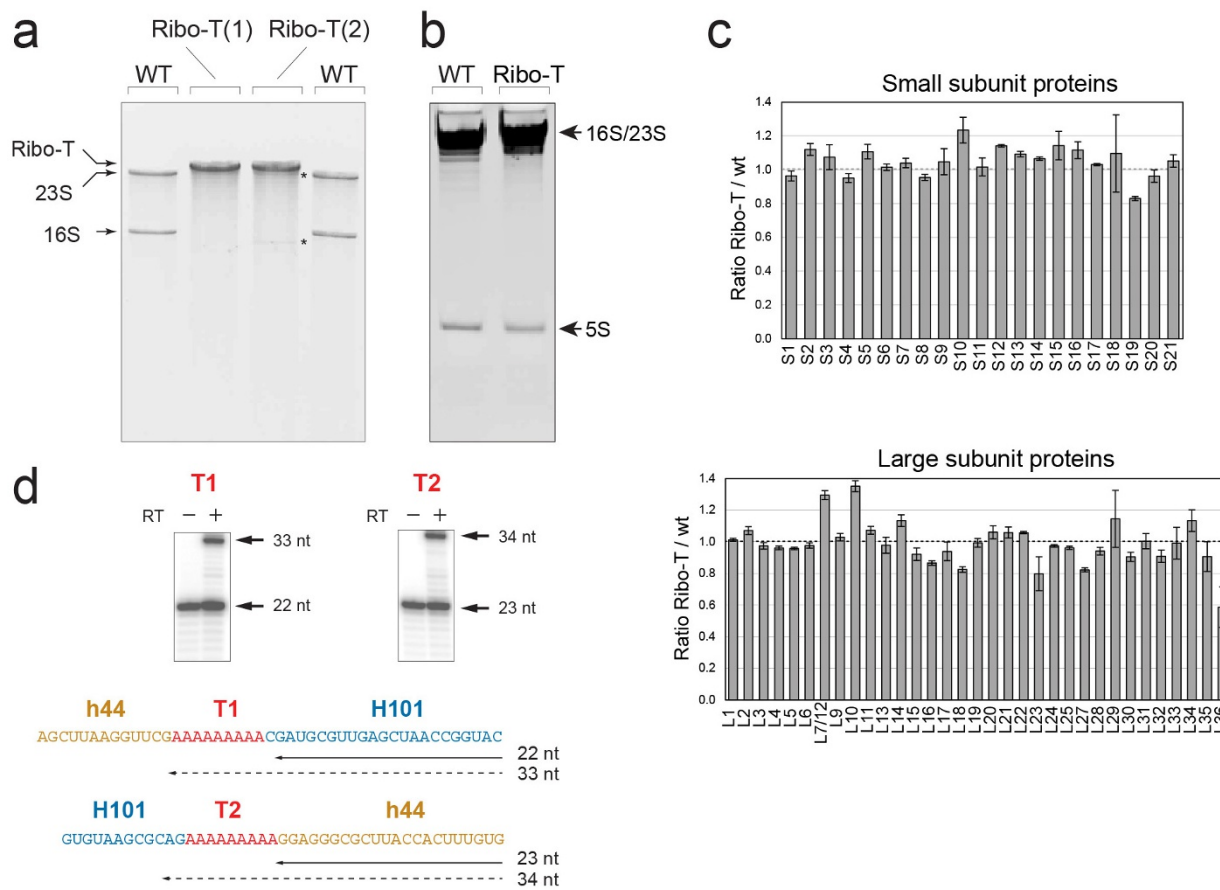 a
Ribo-T(1) Ribo-T(2)
WT WT
Ribo-T
23S
16S
*
*
b
WT Ribo-T
16S/23S
5S
c
Small subunit proteins
Ratio Ribo-T / wt
1.4
1.2
1.0
0.8
0.6
0.4
0.2
0.0
S1 S2 S3 S4 S5 S6 S7 S8 S9 S10 S11 S12 S13 S14 S15 S16 S17 S18 S19 S20 S21
Large subunit proteins
Ratio Ribo-T / wt
1.4
1.2
1.0
0.8
0.6
0.4
0.2
0.0
L1 L2 L3 L4 L5 L6 L7/12 L9 L10 L11 L13 L14 L15 L16 L17 L18 L19 L20 L21 L22 L23 L24 L25 L27 L28 L29 L30 L31 L32 L33 L34 L35 L36
d
T1
RT − +
33 nt
22 nt
T2
RT − +
34 nt
23 nt
h44 T1 H101
AGCUUAAGGUUCGAAAAAAAAACGAUGCGUUGAGCUAACCGGUAC
22 nt
33 nt
H101 T2 h44
GUGUAAGCGCAGAAAAAAAAAGGAGGGCGCUUACCACUUUGUG
23 nt
34 nt